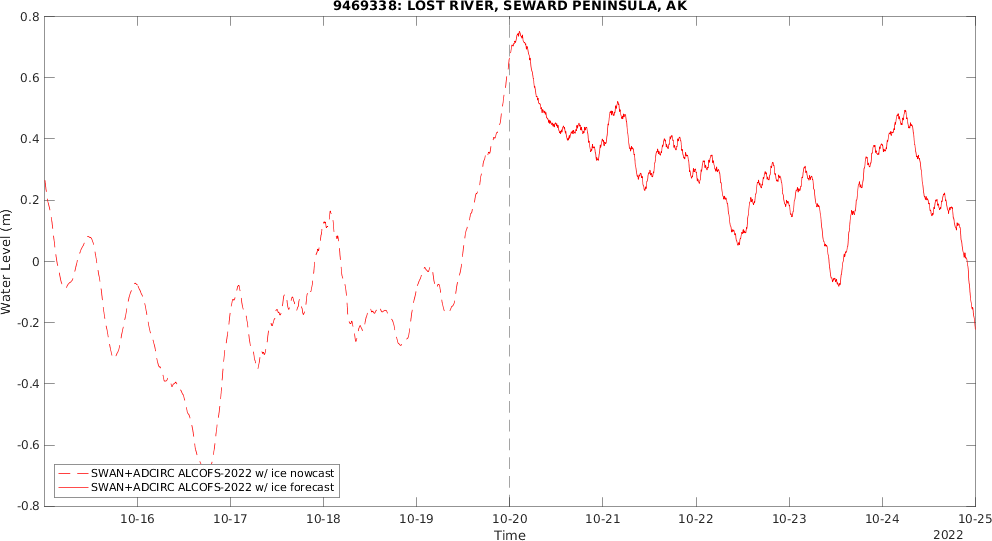 9469338: LOST RIVER, SEWARD PENINSULA, AK
0.8
0.6
0.4
0.2
0
-0.2
-0.4
-0.6
-0.8
Water Level (m)
SWAN+ADCIRC ALCOFS-2022 w/ ice nowcast
SWAN+ADCIRC ALCOFS-2022 w/ ice forecast
10-16 10-17 10-18 10-19 10-20 10-21 10-22 10-23 10-24 10-25
Time
2022